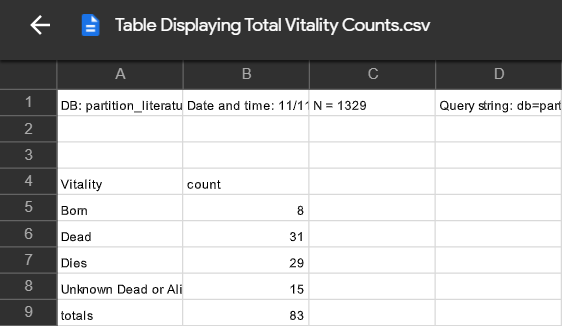 Table Displaying Total Vitality Counts.csv
A B C D
1 DB: partition_literatu Date and time: 11/11 N = 1329 Query string: db=part
2
3
4 Vitality count
5 Born 8
6 Dead 31
7 Dies 29
8 Unknown Dead or Ali 15
9 totals 83